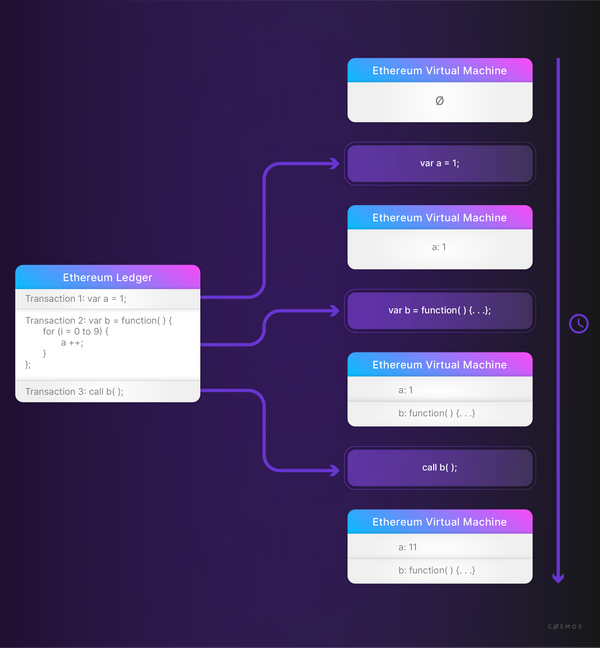 Ethereum Virtual Machine
Ø
var a = 1;
Ethereum Virtual Machine
a: 1
Ethereum Ledger
Transaction 1: var a = 1;
Transaction 2: var b = function( ) {
for (i = 0 to 9) {
a ++;
}
};
Transaction 3: call b( );
var b = function( ) {. . .};
Ethereum Virtual Machine
a: 1
b: function( ) {. . .}
call b( );
Ethereum Virtual Machine
a: 11
b: function( ) {. . .}
CØSMOS